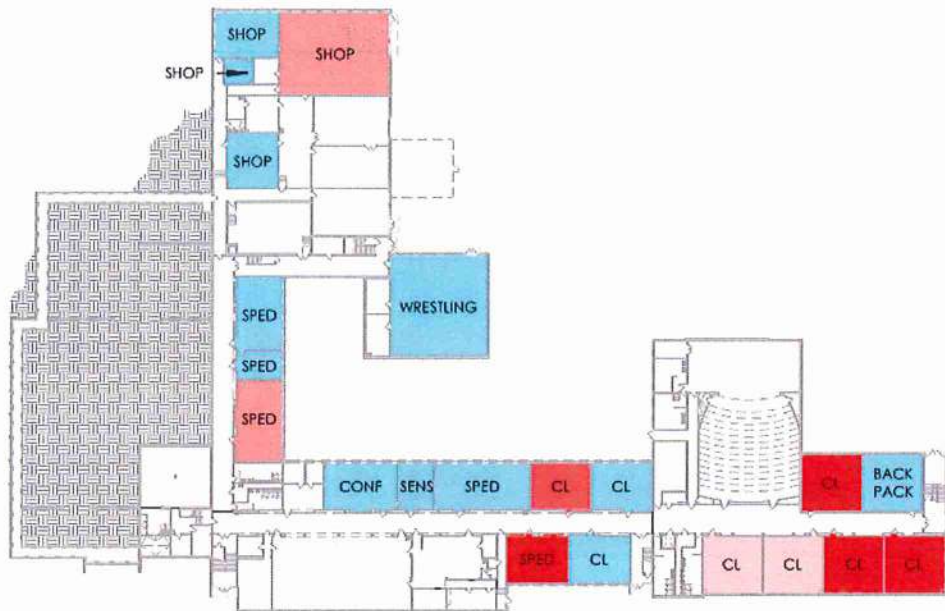 SHOP
SHOP
SHOP
SHOP
SPED
WRESTLING
SPED
SPED
CONF
SENS
SPED
CL
CL
CL
BACK
PACK
SPED
CL
CL
CL
CL
CL